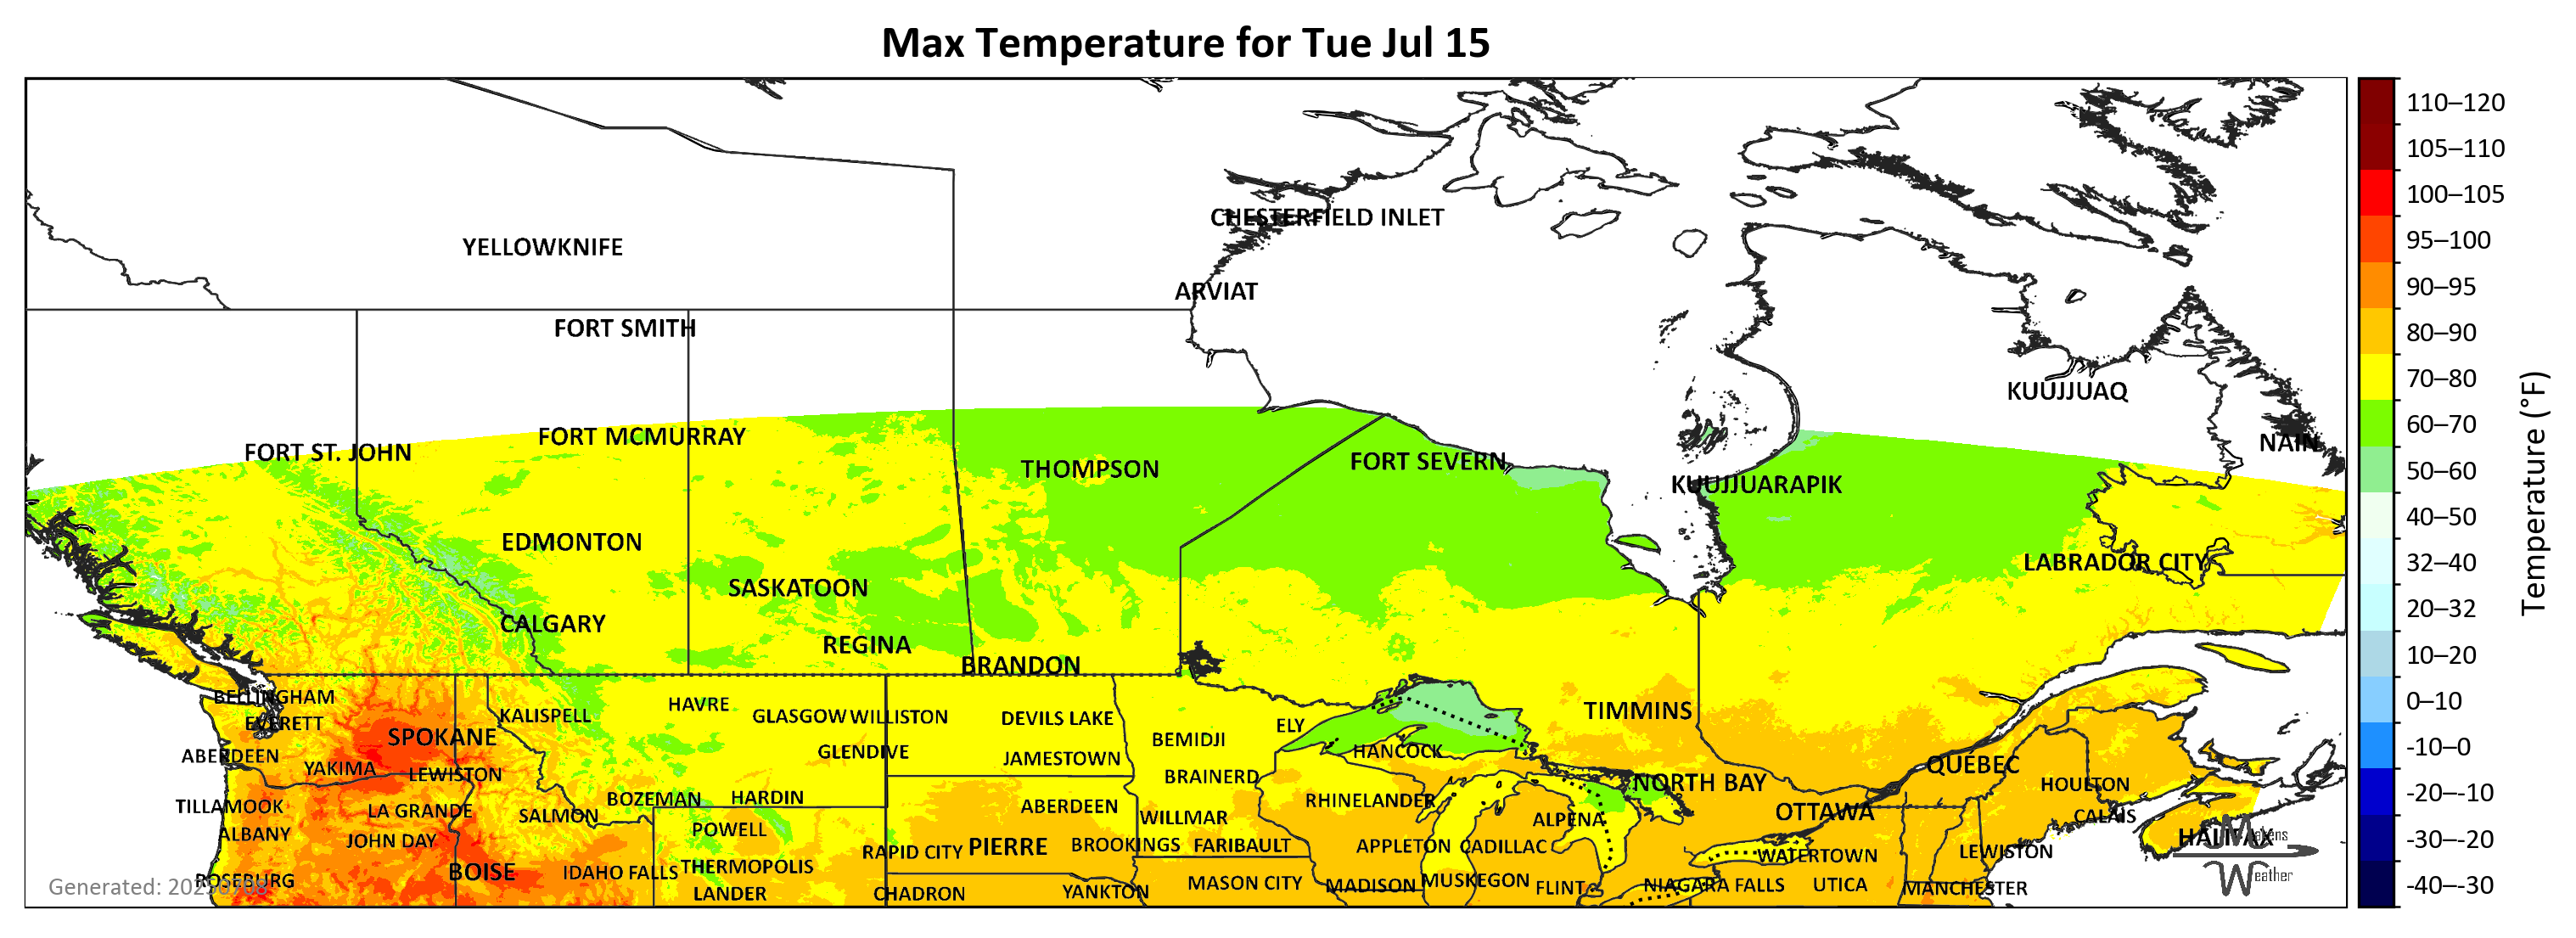 Max Temperature for Tue Jul 15
CHESTERFIELD INLET
YELLOWKNIFE
ARVIAT
FORT SMITH
KUUJJUAQ
FORT MCMURRAY
NAIN
FORT ST. JOHN
FORT SEVERN
THOMPSON
KUUJJUARAPIK
EDMONTON
LABRADOR CITY
SASKATOON
CALGARY
REGINA
BRANDON
BELLINGHAM
HAVRE
TIMMINS
KALISPELL
GLASGOW WILLISTON
DEVILS LAKE
EVERETT
ELY
SPOKANE
BEMIDJI
GLENDIVE
HANCOCK
ABERDEEN
JAMESTOWN
QUÉBEC
YAKIMA
LEWISTON
BRAINERD
NORTH BAY
HOULTON
BOZEMAN
HARDIN
RHINELANDER
TILLAMOOK
ABERDEEN
LA GRANDE
OTTAWA
SALMON
WILLMAR
CALAIS
ALPENA
POWELL
ALBANY
HALIFAX
JOHN DAY
PIERRE
BROOKINGS
FARIBAULT
APPLETON
CADILLAC
RAPID CITY
LEWISTON
WATERTOWN
THERMOPOLIS
BOISE
IDAHO FALLS
ROSEBURG
MUSKEGON
MASON CITY
MADISON
FLINT
NIAGARA FALLS
UTICA
MANCHESTER
LANDER
CHADRON
YANKTON
Generated: 20250708
Makens
Weather
110–120
105–110
100–105
95–100
90–95
80–90
70–80
60–70
50–60
40–50
32–40
20–32
10–20
0–10
-10–0
-20–-10
-30–-20
-40–-30
Temperature (°F)